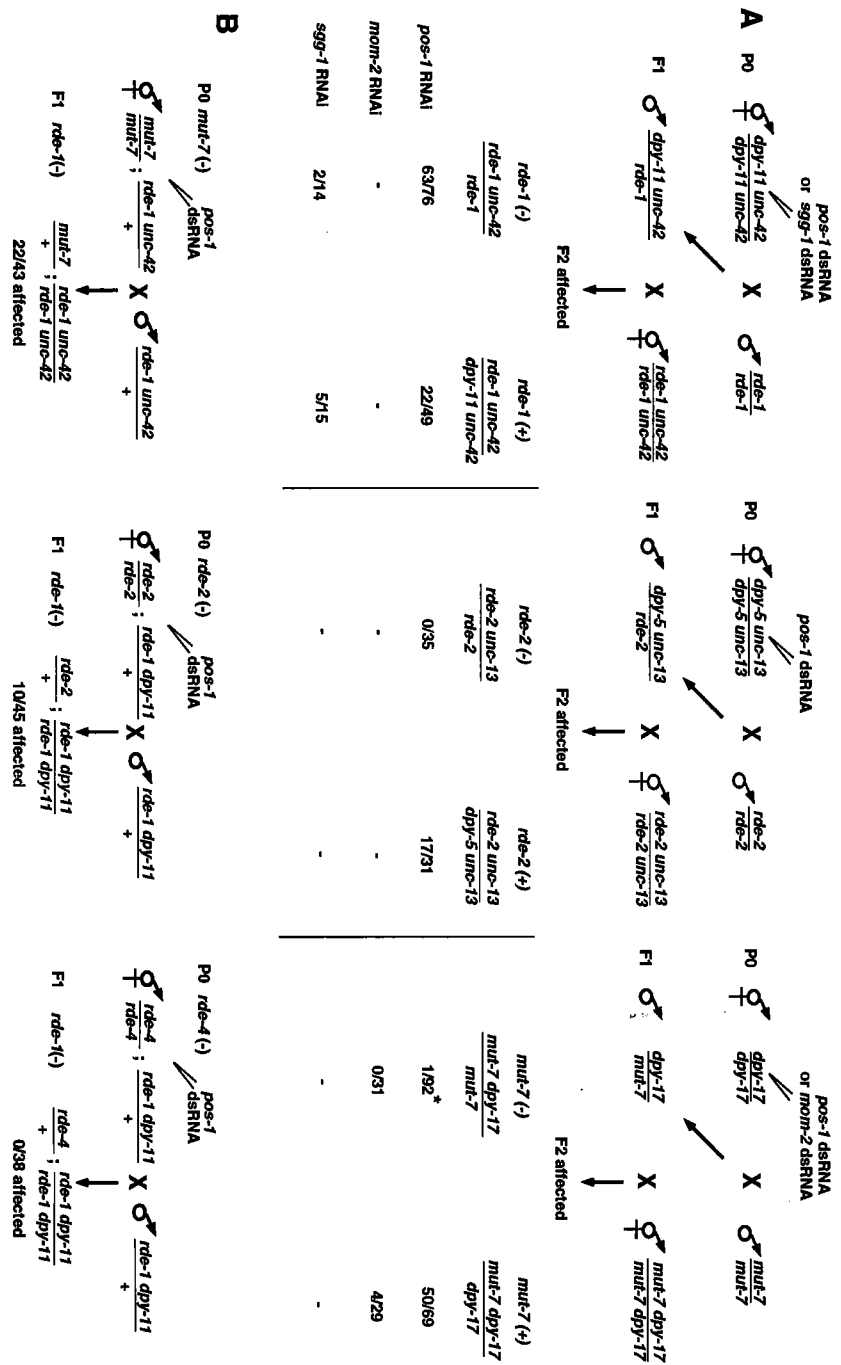 A
pos-1 dsRNA
or sgg-1 dsRNA
P0 dpy-11 unc-42 / dpy-11 unc-42 X rde-1 / rde-1
F1 dpy-11 unc-42 / rde-1 X rde-1 unc-42 / rde-1 unc-42
F2 affected
pos-1 dsRNA
P0 dpy-5 unc-13 / dpy-5 unc-13 X rde-2 / rde-2
F1 dpy-5 unc-13 / rde-2 X rde-2 unc-13 / rde-2 unc-13
F2 affected
pos-1 dsRNA
or mom-2 dsRNA
P0 dpy-17 / dpy-17 X mut-7 / mut-7
F1 dpy-17 / mut-7 X mut-7 dpy-17 / mut-7 dpy-17
F2 affected
rde-1 (-) rde-1 (+) rde-2 (-) rde-2 (+) mut-7 (-) mut-7 (+)
rde-1 unc-42 rde-1 unc-42 rde-2 unc-13 rde-2 unc-13 mut-7 dpy-17 mut-7 dpy-17
rde-1 dpy-11 unc-42 rde-2 dpy-5 unc-13 mut-7 dpy-17
pos-1 RNAi 63/76 22/49 0/35 17/31 1/92* 50/69
mom-2 RNAi - - - - 0/31 4/29
sgg-1 RNAi 2/14 5/15 - - - -
B
P0 mut-7 (-)
pos-1
dsRNA
mut-7 / mut-7 ; rde-1 unc-42 / + X rde-1 unc-42 / +
F1 rde-1(-) mut-7 / + ; rde-1 unc-42 / rde-1 unc-42
22/43 affected
P0 rde-2 (-)
pos-1
dsRNA
rde-2 / rde-2 ; rde-1 dpy-11 / + X rde-1 dpy-11 / +
F1 rde-1(-) rde-2 / + ; rde-1 dpy-11 / rde-1 dpy-11
10/45 affected
P0 rde-4 (-)
pos-1
dsRNA
rde-4 / rde-4 ; rde-1 dpy-11 / + X rde-1 dpy-11 / +
F1 rde-1(-) rde-4 / + ; rde-1 dpy-11 / rde-1 dpy-11
0/38 affected